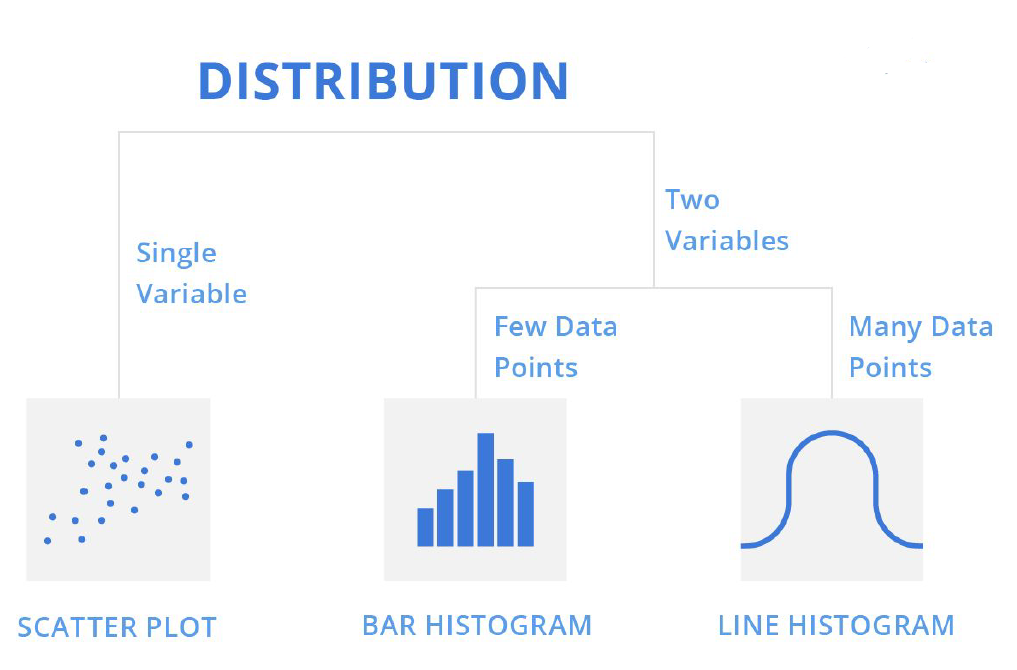 DISTRIBUTION
Single
Variable
Two
Variables
Few Data
Points
Many Data
Points
SCATTER PLOT
BAR HISTOGRAM
LINE HISTOGRAM